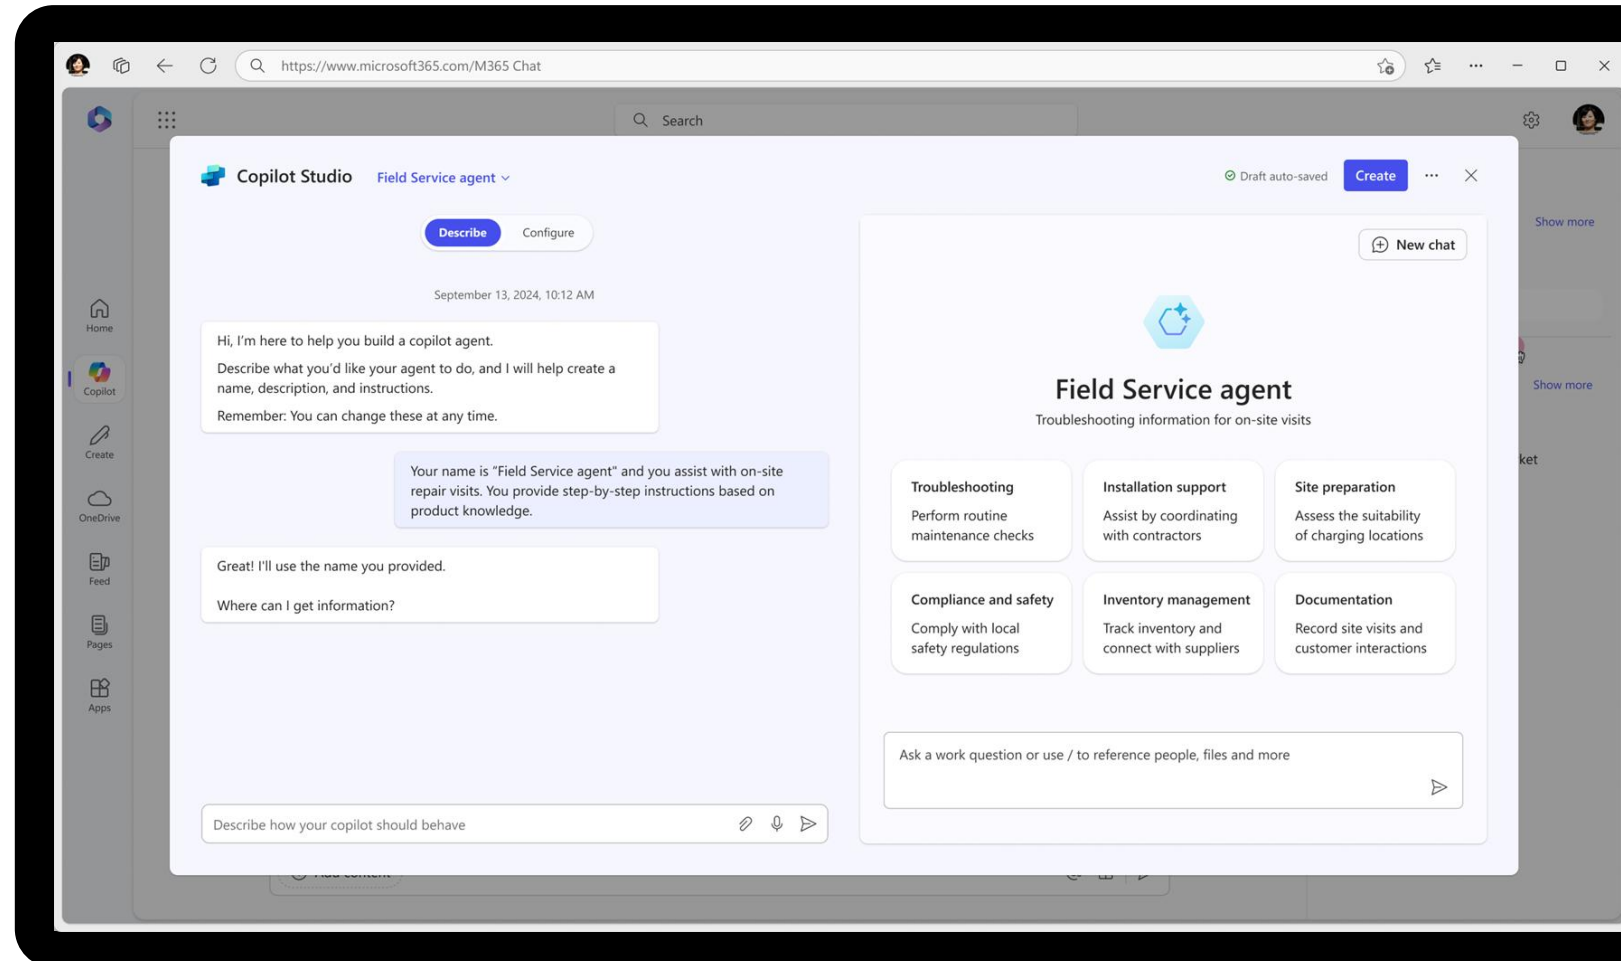 https://www.microsoft365.com/M365 Chat
Search
Copilot Studio
Field Service agent
Draft auto-saved
Create
Describe
Configure
New chat
Show more
September 13, 2024, 10:12 AM
Home
Hi, I'm here to help you build a copilot agent.
Describe what you'd like your agent to do, and I will help create a
name, description, and instructions.
Remember: You can change these at any time.
Copilot
Create
OneDrive
Feed
Pages
Apps
Your name is "Field Service agent" and you assist with on-site
repair visits. You provide step-by-step instructions based on
product knowledge.
Great! I'll use the name you provided.
Where can I get information?
Describe how your copilot should behave
Field Service agent
Troubleshooting information for on-site visits
Troubleshooting
Perform routine
maintenance checks
Installation support
Assist by coordinating
with contractors
Site preparation
Assess the suitability
of charging locations
Compliance and safety
Comply with local
safety regulations
Inventory management
Track inventory and
connect with suppliers
Documentation
Record site visits and
customer interactions
Ask a work question or use / to reference people, files and more
Show more
ket
Add content